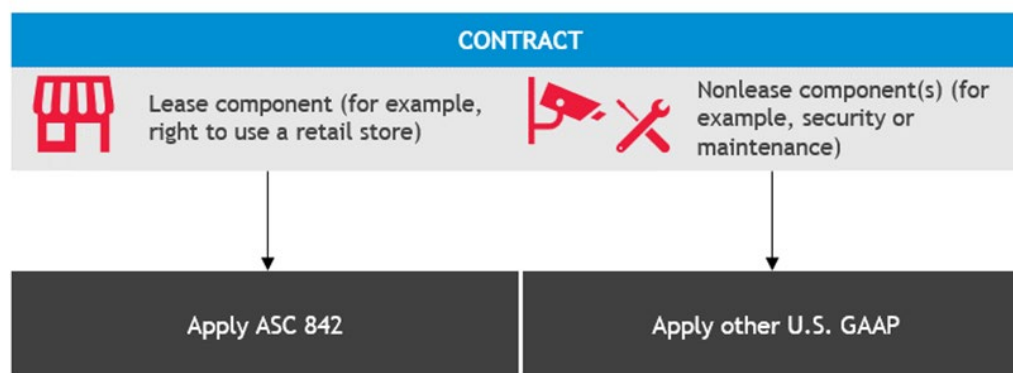 CONTRACT
Lease component (for example,
right to use a retail store)
Nonlease component(s) (for
example, security or
maintenance)
Apply ASC 842
Apply other U.S. GAAP